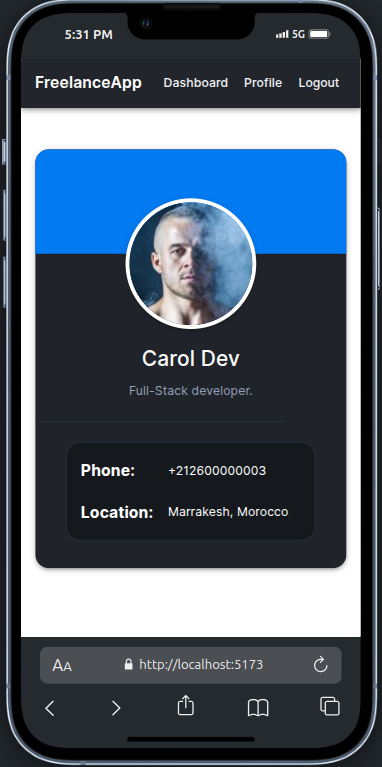 5:31 PM 5G
FreelanceApp Dashboard Profile Logout
Carol Dev
Full-Stack developer.
Phone: +212600000003
Location: Marrakesh, Morocco
AA http://localhost:5173